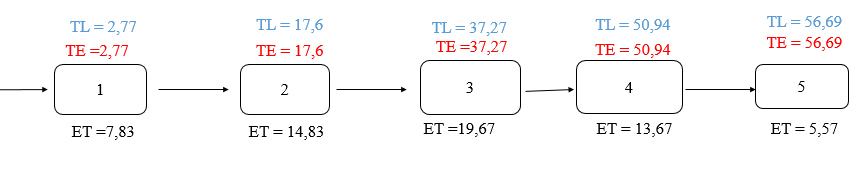 TL = 2,77 TL = 17,6 TL = 37,27 TL = 50,94 TL = 56,69
TE =2,77 TE = 17,6 TE =37,27 TE = 50,94 TE = 56,69
1 2 3 4 5
ET =7,83 ET = 14,83 ET =19,67 ET = 13,67 ET = 5,57